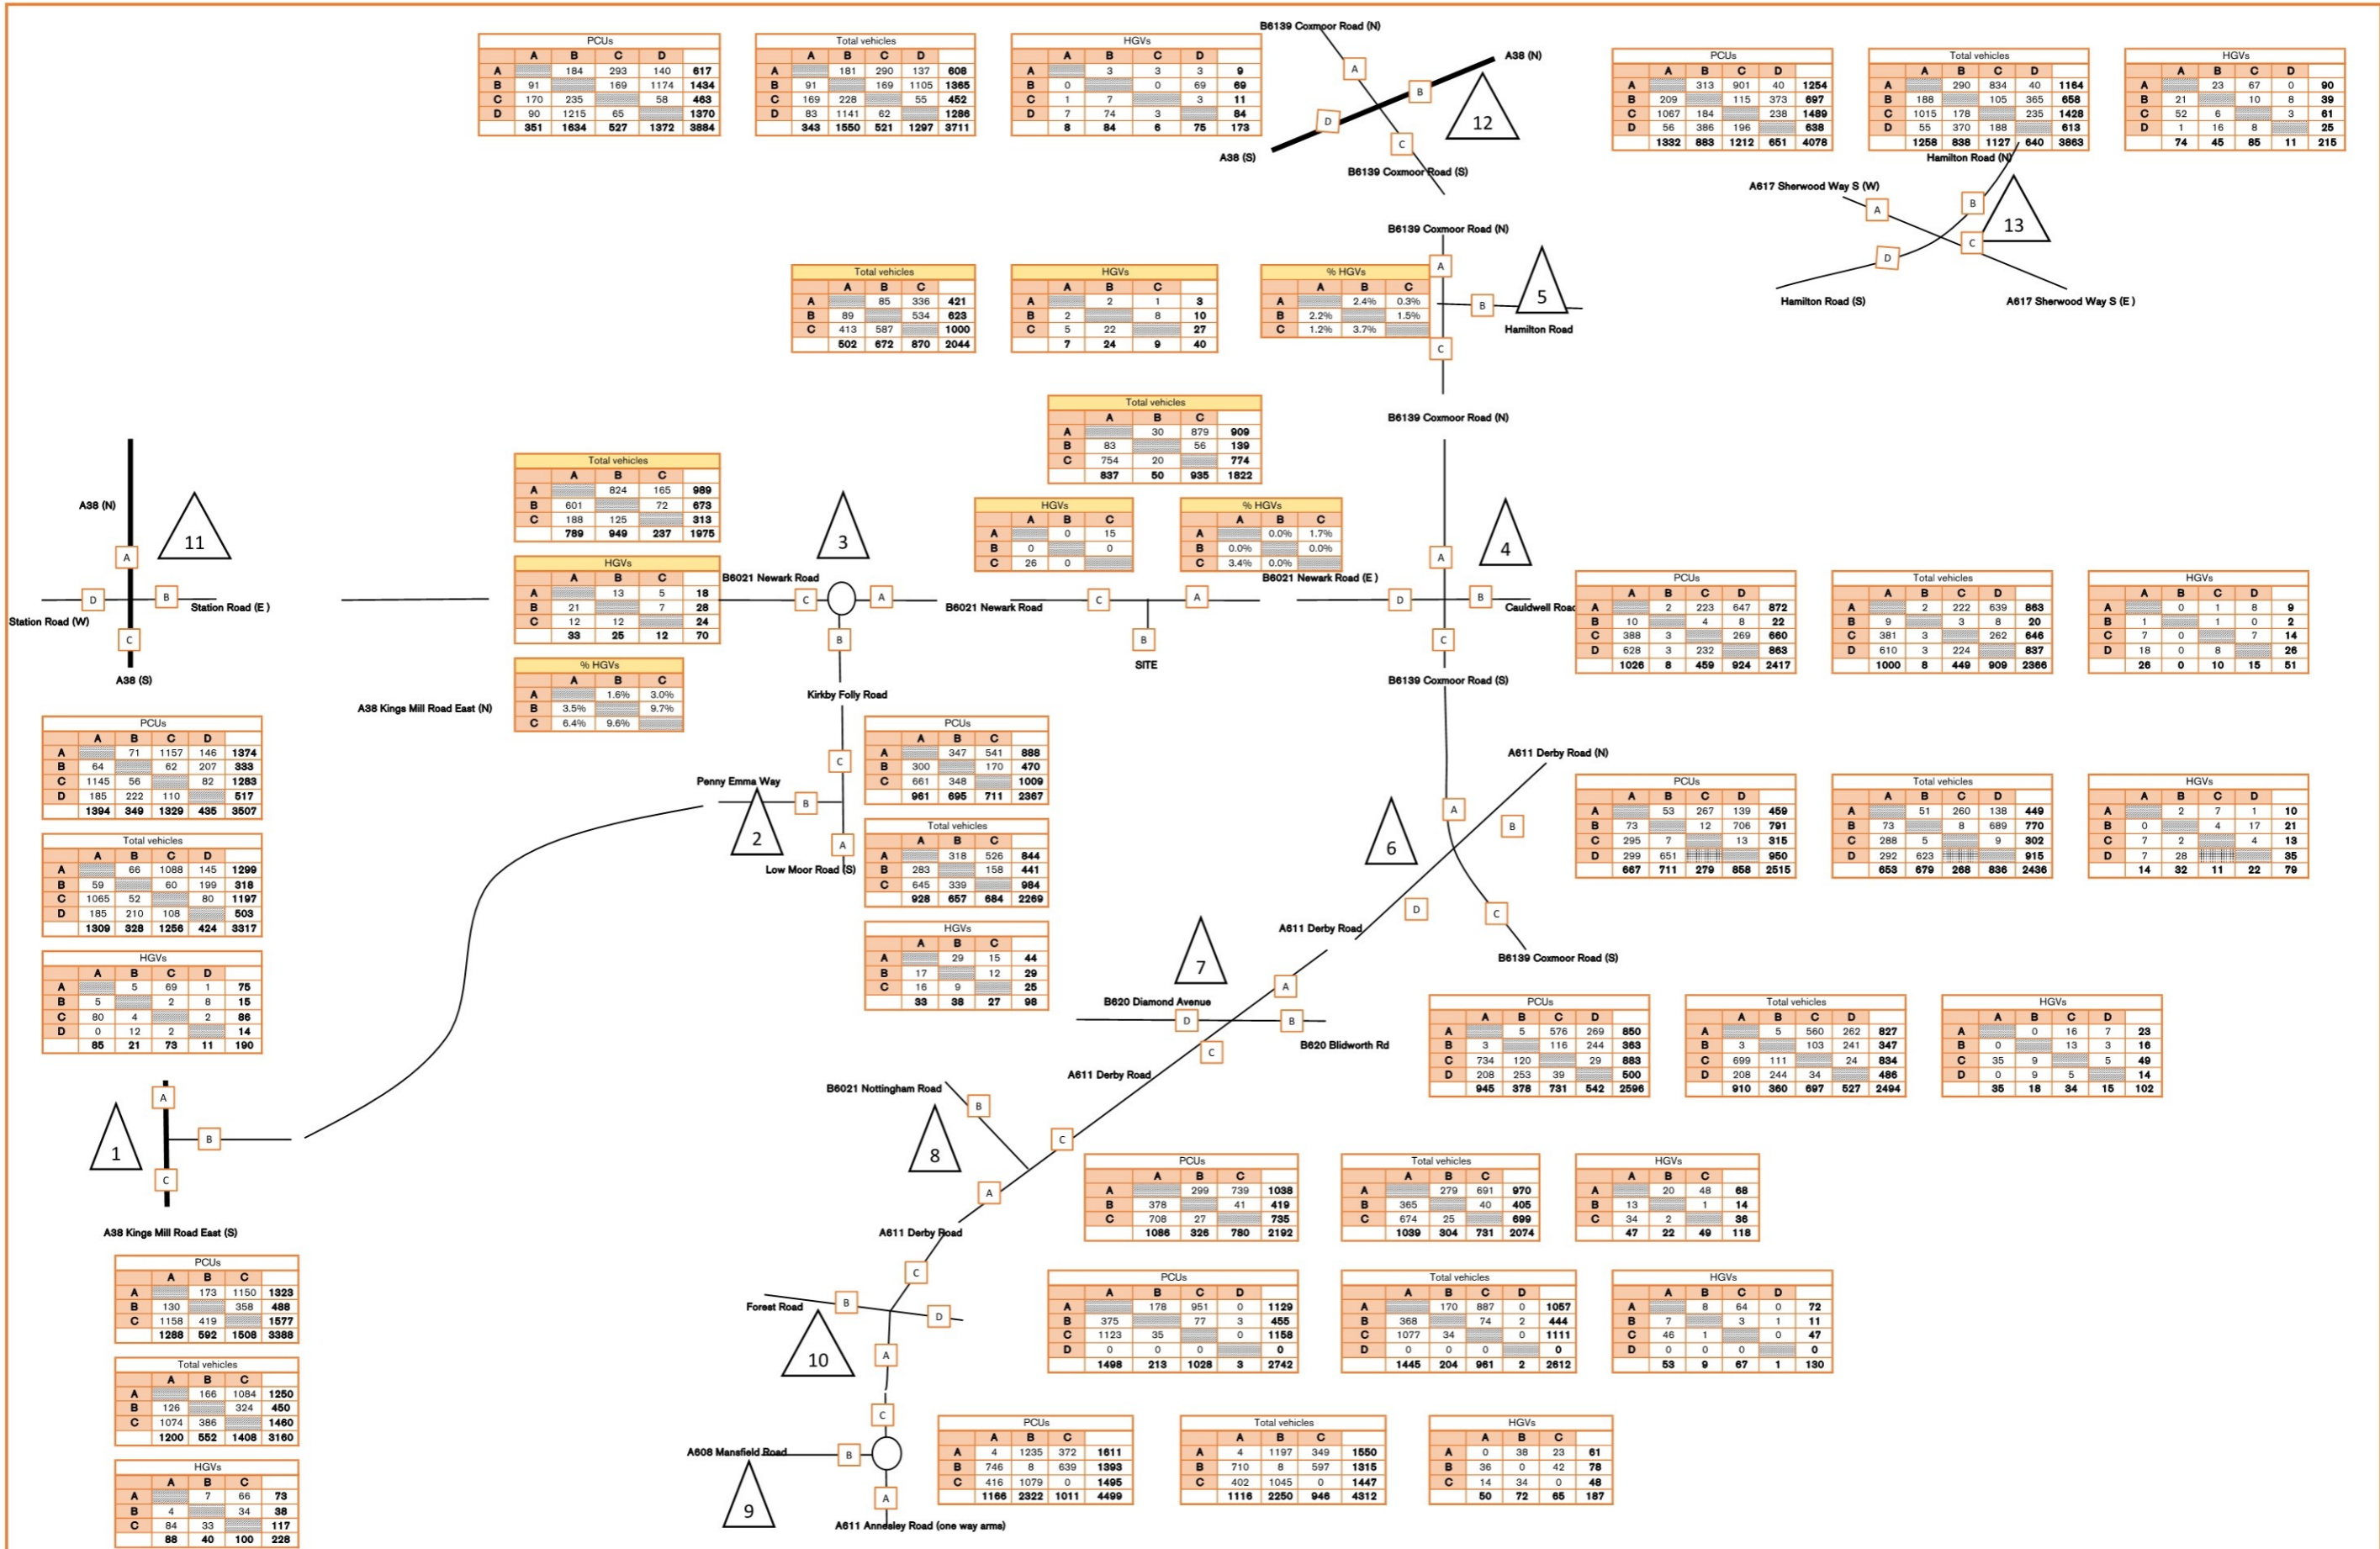 B6139 Coxmoor Road (N)
A38 (N)
A
B
D
C
12
A38 (S)
B6139 Coxmoor Road (S)
PCUs
A B C D
A 184 293 140 617
B 91 169 1174 1434
C 170 235 58 463
D 90 1215 65 1370
351 1634 527 1372 3884
Total vehicles
A B C D
A 181 290 137 608
B 91 169 1105 1365
C 169 228 55 452
D 83 1141 62 1286
343 1550 521 1297 3711
HGVs
A B C D
A 3 3 3 9
B 0 0 69 69
C 1 7 3 11
D 7 74 3 84
8 84 6 75 173
PCUs
A B C D
A 313 901 40 1254
B 209 115 373 697
C 1067 184 238 1489
D 56 386 196 638
1332 883 1212 651 4078
Total vehicles
A B C D
A 290 834 40 1164
B 188 105 365 658
C 1015 178 235 1428
D 55 370 188 613
1258 838 1127 640 3863
HGVs
A B C D
A 23 67 0 90
B 21 10 8 39
C 52 6 3 61
D 1 16 8 25
74 45 85 11 215
Hamilton Road (N)
A617 Sherwood Way S (W)
A
B
C
D
13
Hamilton Road (S)
A617 Sherwood Way S (E )
B6139 Coxmoor Road (N)
A
B
C
5
Hamilton Road
Total vehicles
A B C
A 85 336 421
B 89 534 623
C 413 587 1000
502 672 870 2044
HGVs
A B C
A 2 1 3
B 2 8 10
C 5 22 27
7 24 9 40
% HGVs
A B C
A 2.4% 0.3%
B 2.2% 1.5%
C 1.2% 3.7%
Total vehicles
A B C
A 30 879 909
B 83 56 139
C 754 20 774
837 50 935 1822
HGVs
A B C
A 0 15
B 0 0
C 26 0
% HGVs
A B C
A 0.0% 1.7%
B 0.0% 0.0%
C 3.4% 0.0%
B6139 Coxmoor Road (N)
A
4
B6021 Newark Road (E )
D
B
Cauldwell Road
C
B6139 Coxmoor Road (S)
PCUs
A B C D
A 2 223 647 872
B 10 4 8 22
C 388 3 269 660
D 628 3 232 863
1026 8 459 924 2417
Total vehicles
A B C D
A 2 222 639 863
B 9 3 8 20
C 381 3 262 646
D 610 3 224 837
1000 8 449 909 2366
HGVs
A B C D
A 0 1 8 9
B 1 1 0 2
C 7 0 7 14
D 18 0 8 26
26 0 10 15 51
A38 (N)
11
A
D
B
Station Road (E )
Station Road (W)
C
A38 (S)
Total vehicles
A B C
A 824 165 989
B 601 72 673
C 188 125 313
789 949 237 1975
HGVs
A B C
A 13 5 18
B 21 7 28
C 12 12 24
33 25 12 70
% HGVs
A B C
A 1.6% 3.0%
B 3.5% 9.7%
C 6.4% 9.6%
3
B6021 Newark Road
C
A
B
B6021 Newark Road
C
A
B
SITE
Kirkby Folly Road
A38 Kings Mill Road East (N)
PCUs
A B C D
A 71 1157 146 1374
B 64 62 207 333
C 1145 56 82 1283
D 185 222 110 517
1394 349 1329 435 3507
Total vehicles
A B C D
A 66 1088 145 1299
B 59 60 199 318
C 1065 52 80 1197
D 185 210 108 503
1309 328 1256 424 3317
HGVs
A B C D
A 5 69 1 75
B 5 2 8 15
C 80 4 2 86
D 0 12 2 14
85 21 73 11 190
C
Penny Emma Way
B
2
A
Low Moor Road (S)
PCUs
A B C
A 347 541 888
B 300 170 470
C 661 348 1009
961 695 711 2367
Total vehicles
A B C
A 318 526 844
B 283 158 441
C 645 339 984
928 657 684 2269
HGVs
A B C
A 29 15 44
B 17 12 29
C 16 9 25
33 38 27 98
A611 Derby Road (N)
A
B
6
D
C
A611 Derby Road
B6139 Coxmoor Road (S)
PCUs
A B C D
A 53 267 139 459
B 73 12 706 791
C 295 7 13 315
D 299 651 950
667 711 279 858 2515
Total vehicles
A B C D
A 51 260 138 449
B 73 8 689 770
C 288 5 9 302
D 292 623 915
653 679 268 836 2436
HGVs
A B C D
A 2 7 1 10
B 0 4 17 21
C 7 2 4 13
D 7 28 35
14 32 11 22 79
7
A
B620 Diamond Avenue
D
B
C
B620 Blidworth Rd
A611 Derby Road
PCUs
A B C D
A 5 576 269 850
B 3 116 244 363
C 734 120 29 883
D 208 253 39 500
945 378 731 542 2596
Total vehicles
A B C D
A 5 560 262 827
B 3 103 241 347
C 699 111 24 834
D 208 244 34 486
910 360 697 527 2494
HGVs
A B C D
A 0 16 7 23
B 0 13 3 16
C 35 9 5 49
D 0 9 5 14
35 18 34 15 102
A
1
B
C
A38 Kings Mill Road East (S)
PCUs
A B C
A 173 1150 1323
B 130 358 488
C 1158 419 1577
1288 592 1508 3388
Total vehicles
A B C
A 166 1084 1250
B 126 324 450
C 1074 386 1460
1200 552 1408 3160
HGVs
A B C
A 7 66 73
B 4 34 38
C 84 33 117
88 40 100 228
B6021 Nottingham Road
B
8
C
A
A611 Derby Road
PCUs
A B C
A 299 739 1038
B 378 41 419
C 708 27 735
1086 326 780 2192
Total vehicles
A B C
A 279 691 970
B 365 40 405
C 674 25 699
1039 304 731 2074
HGVs
A B C
A 20 48 68
B 13 1 14
C 34 2 36
47 22 49 118
C
Forest Road
B
D
10
A
PCUs
A B C D
A 178 951 0 1129
B 375 77 3 455
C 1123 35 0 1158
D 0 0 0 0
1498 213 1028 3 2742
Total vehicles
A B C D
A 170 887 0 1057
B 368 74 2 444
C 1077 34 0 1111
D 0 0 0 0
1445 204 961 2 2612
HGVs
A B C D
A 8 64 0 72
B 7 3 1 11
C 46 1 0 47
D 0 0 0 0
53 9 67 1 130
C
A608 Mansfield Road
B
9
A
A611 Annesley Road (one way arms)
PCUs
A B C
A 4 1235 372 1611
B 746 8 639 1393
C 416 1079 0 1495
1166 2322 1011 4499
Total vehicles
A B C
A 4 1197 349 1550
B 710 8 597 1315
C 402 1045 0 1447
1116 2250 946 4312
HGVs
A B C
A 0 38 23 61
B 36 0 42 78
C 14 34 0 48
50 72 65 187